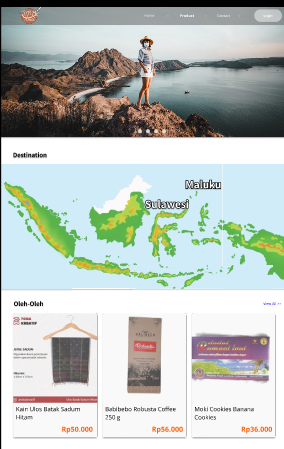 Home
Product
Contact
Login
Destination
Maluku
Sulawesi
Oleh-Oleh
View All >>
KREATIF
Kain Ulos Batak Sadum
Hitam
Rp50.000
Babibebo Robusta Coffee
250 g
Rp56.000
Moki Cookies Banana
Cookies
Rp36.000